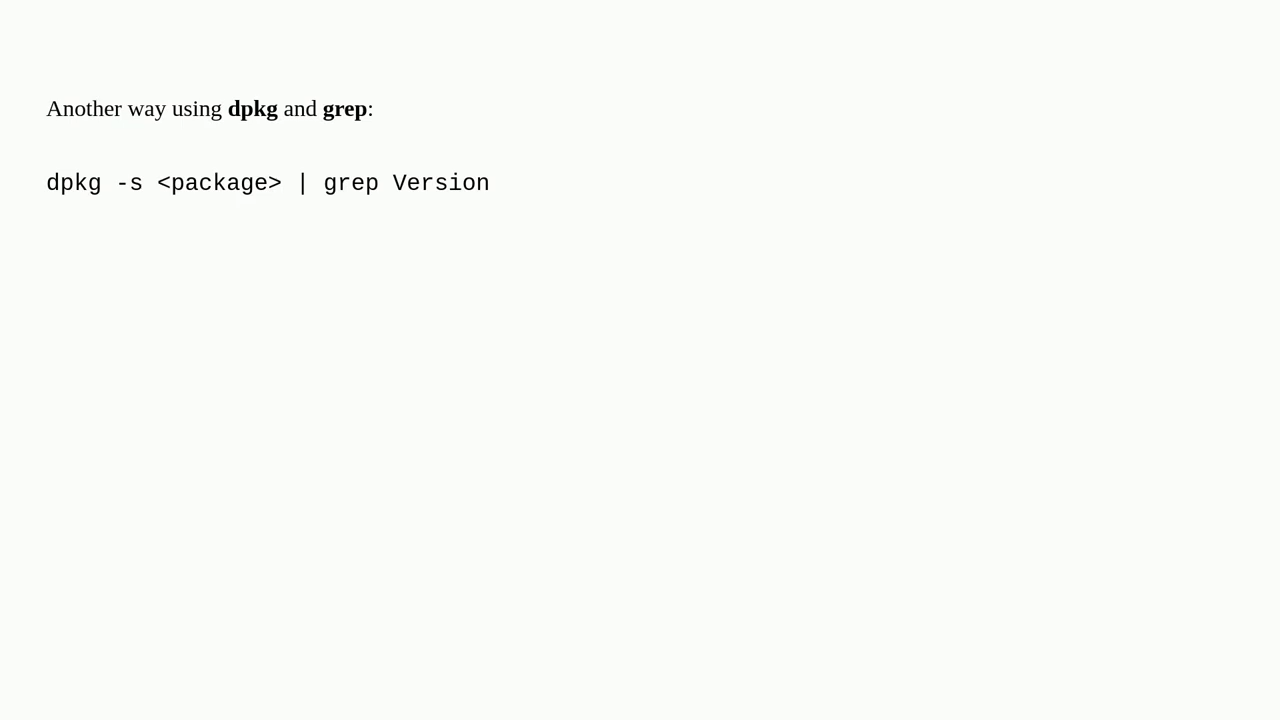 Another way using dpkg and grep:
dpkg -s <package> | grep Version